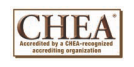 CHEA®
Accredited by a CHEA-recognized
accrediting organization